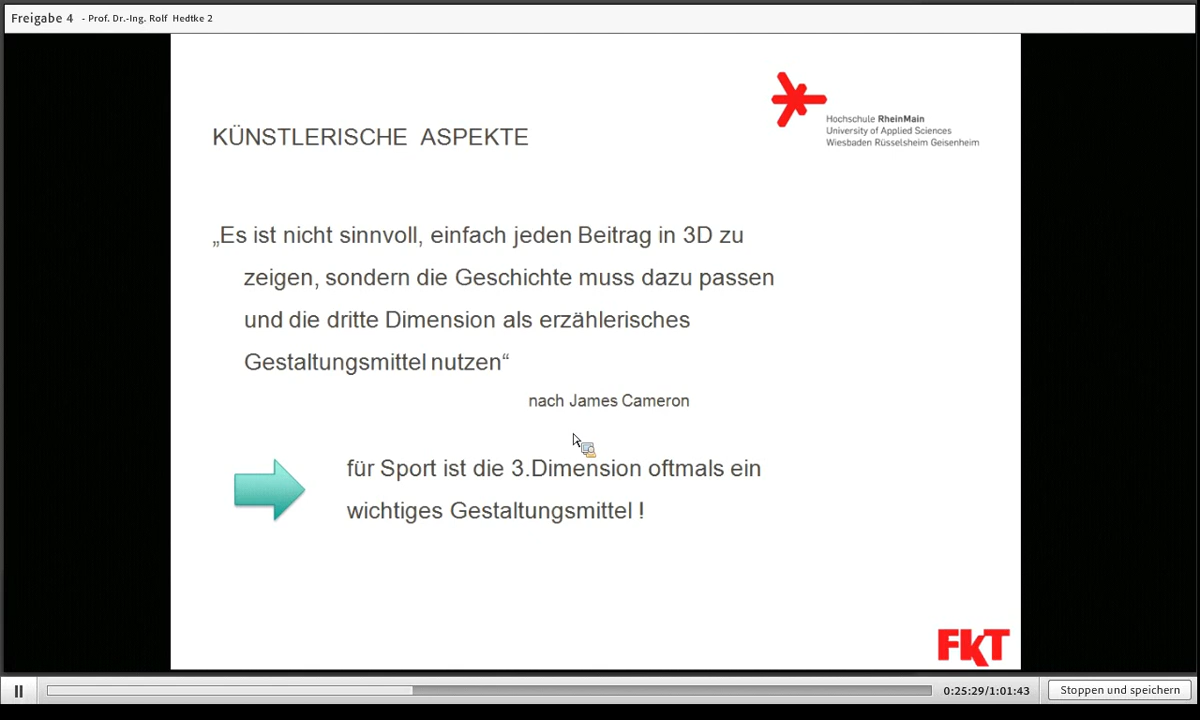 Freigabe 4 - Prof. Dr.-Ing. Rolf Hedtke 2
Hochschule RheinMain
University of Applied Sciences
Wiesbaden Rüsselsheim Geisenheim
KÜNSTLERISCHE ASPEKTE
„Es ist nicht sinnvoll, einfach jeden Beitrag in 3D zu
zeigen, sondern die Geschichte muss dazu passen
und die dritte Dimension als erzählerisches
Gestaltungsmittel nutzen“
nach James Cameron
für Sport ist die 3.Dimension oftmals ein
wichtiges Gestaltungsmittel !
FKT
0:25:29/1:01:43
Stoppen und speichern